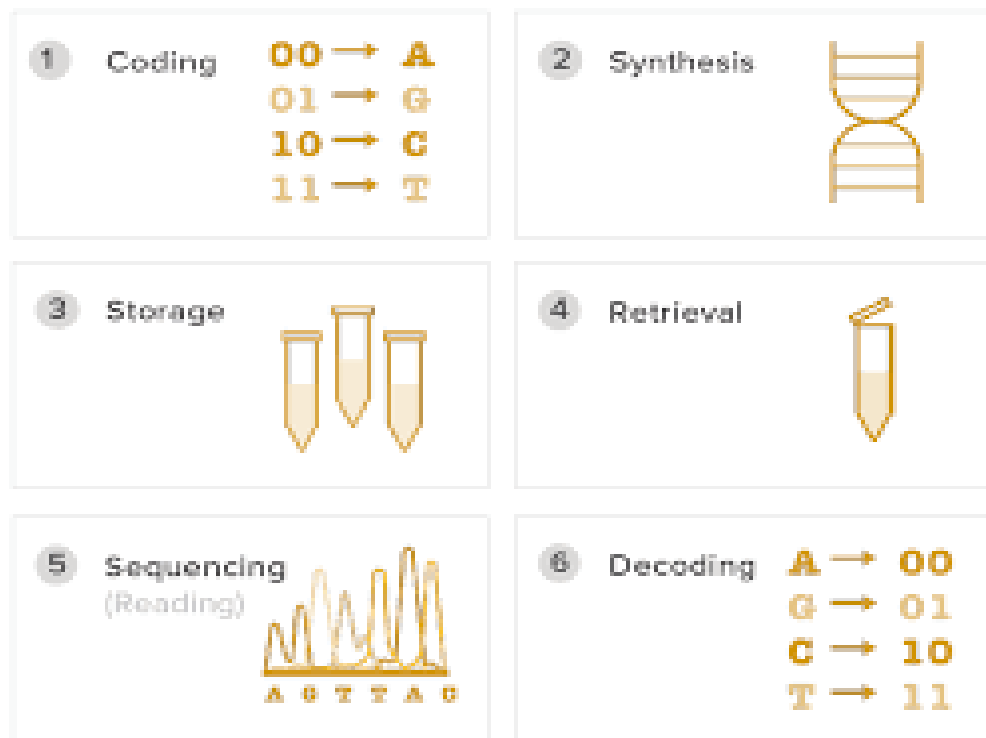 1 Coding
00 → A
01 → G
10 → C
11 → T
2 Synthesis
3 Storage
4 Retrieval
5 Sequencing
(Reading)
A G T T A C
6 Decoding
A → 00
G → 01
C → 10
T → 11